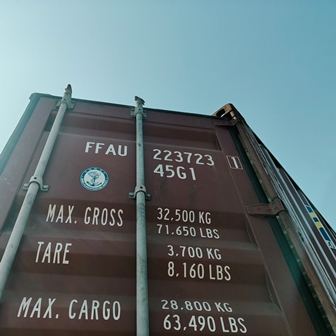 FFAU 223723 1
45G1
MAX. GROSS 32.500 KG
71.650 LBS
TARE 3.700 KG
8.160 LBS
MAX. CARGO 28.800 KG
63,490 LBS